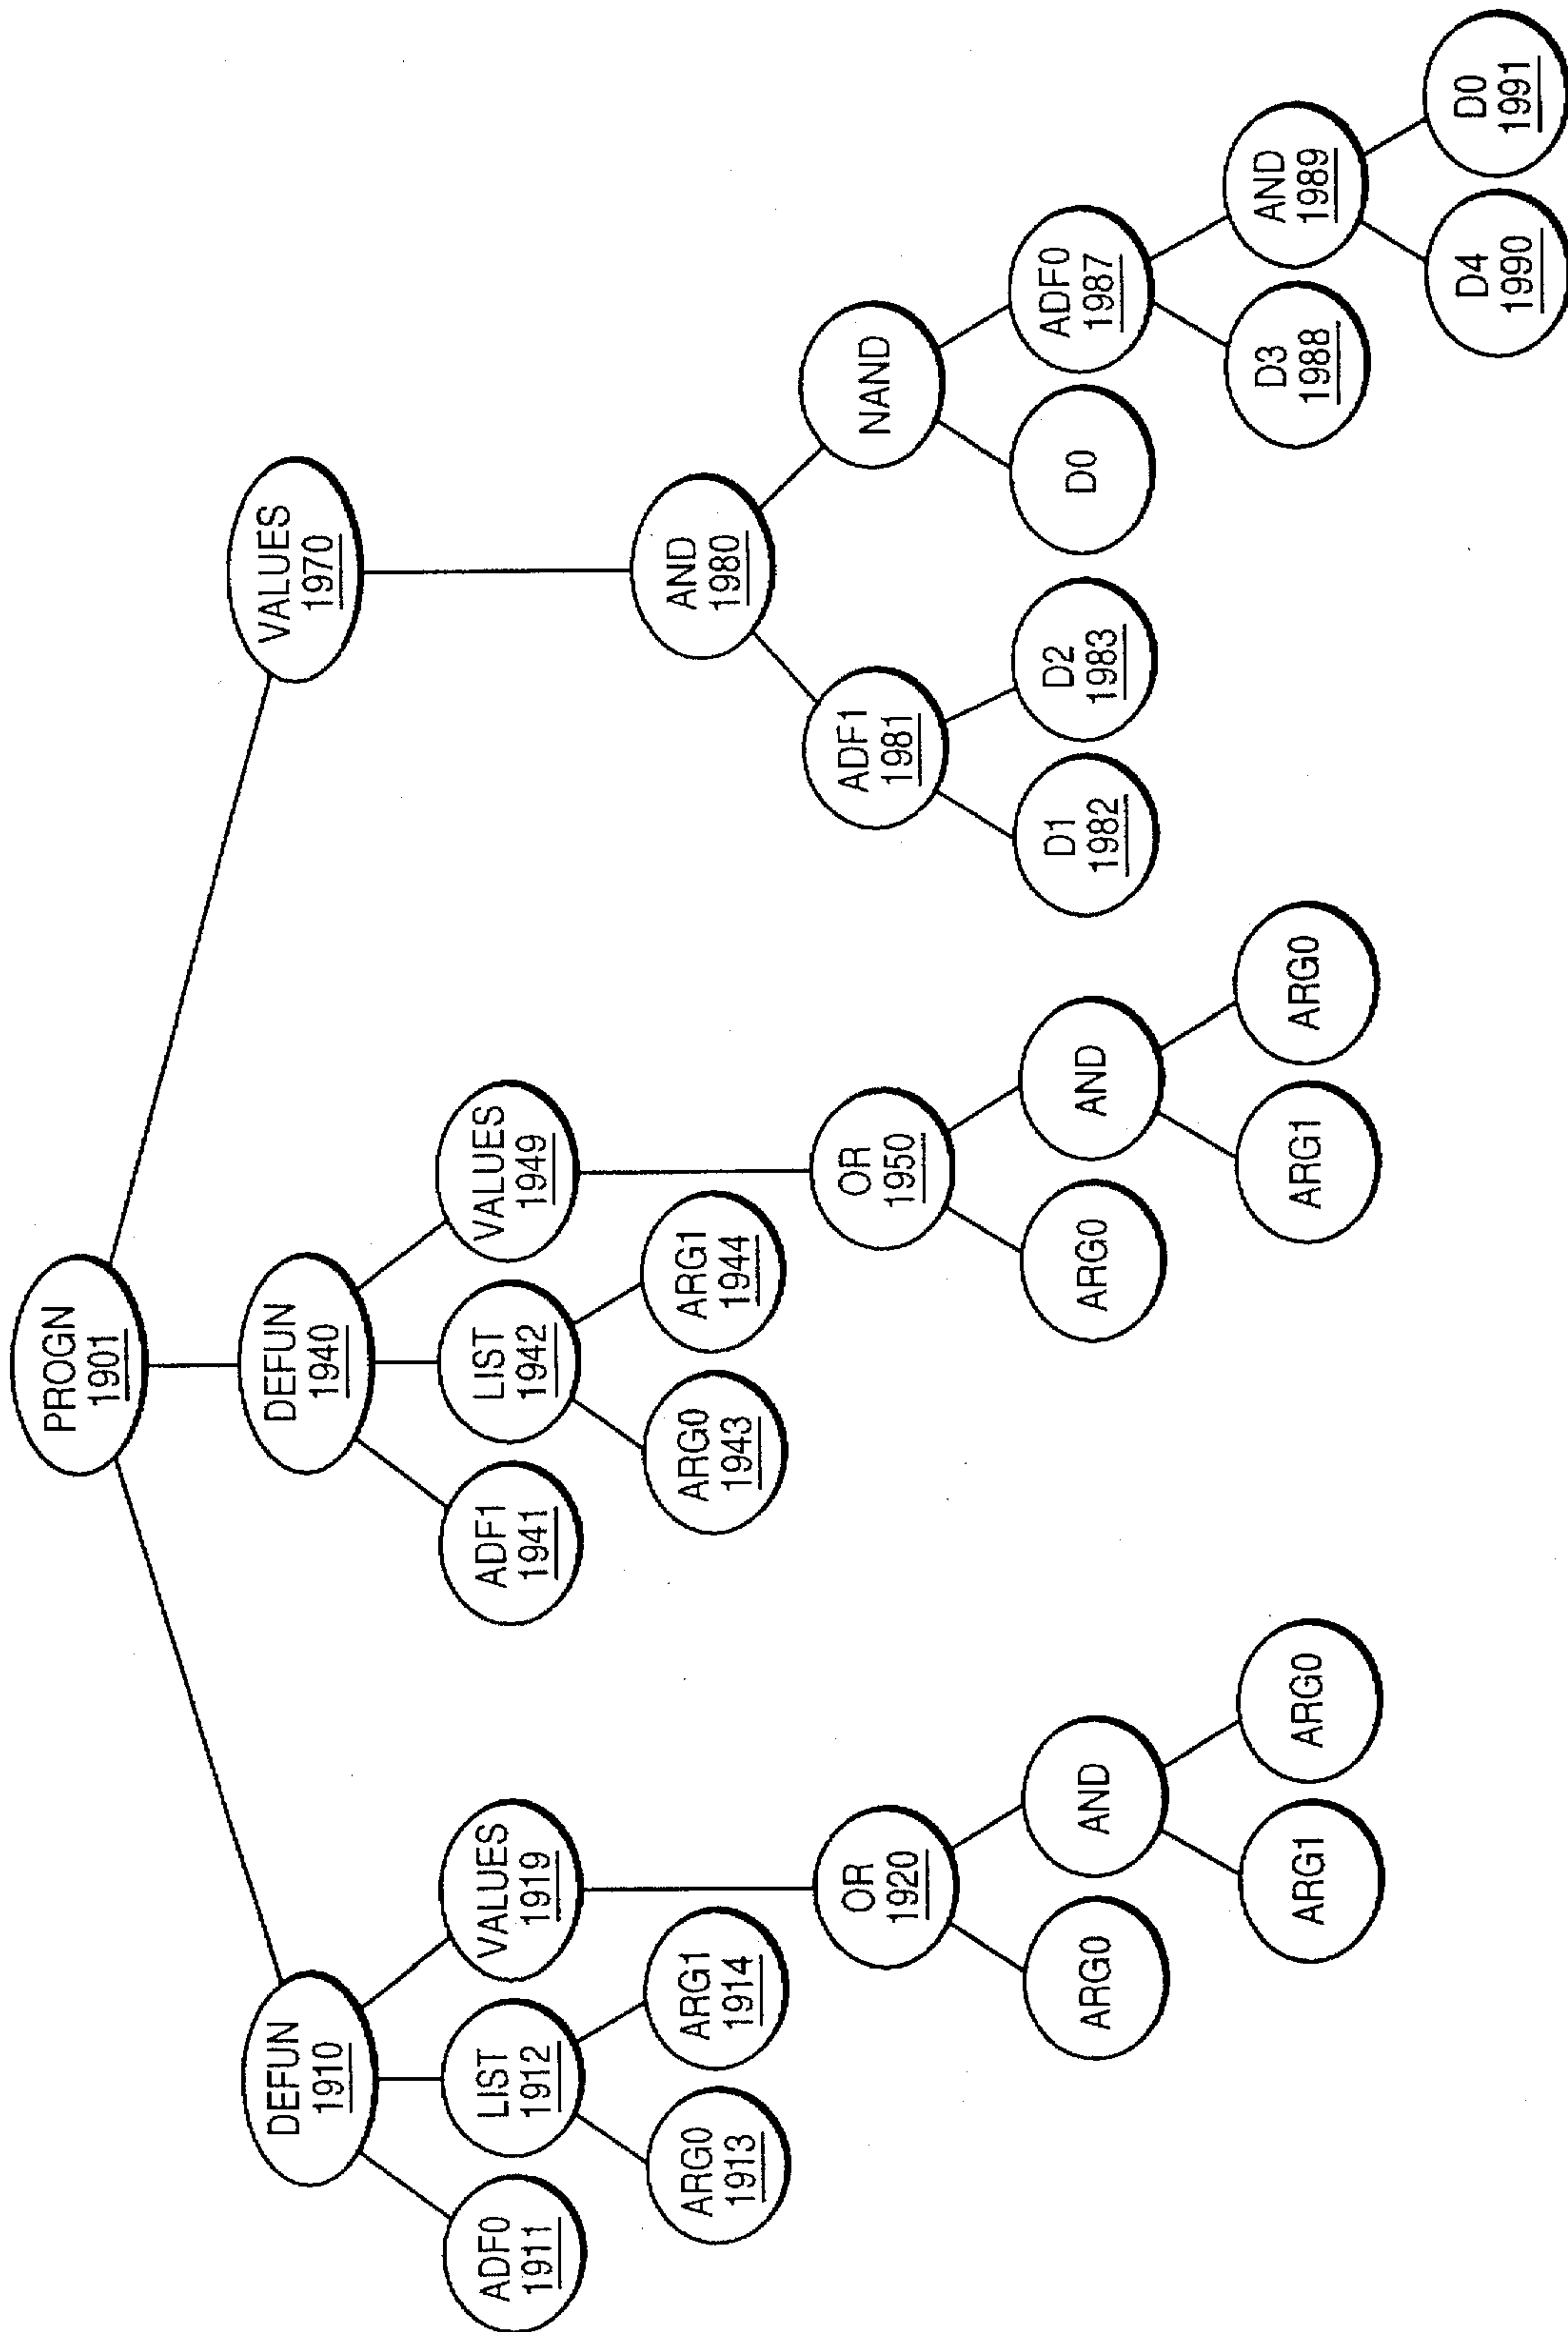 PROGN
1901
DEFUN
1910
DEFUN
1940
VALUES
1970
ADF0
1911
LIST
1912
VALUES
1919
ADF1
1941
LIST
1942
VALUES
1949
ARG0
1913
ARG1
1914
ARG0
1943
ARG1
1944
AND
1980
OR
1920
OR
1950
ADF1
1981
NAND
ARG0
AND
ARG0
AND
D1
1982
D2
1983
D0
ADF0
1987
ARG1
ARG0
ARG1
ARG0
D3
1988
AND
1989
D4
1990
D0
1991